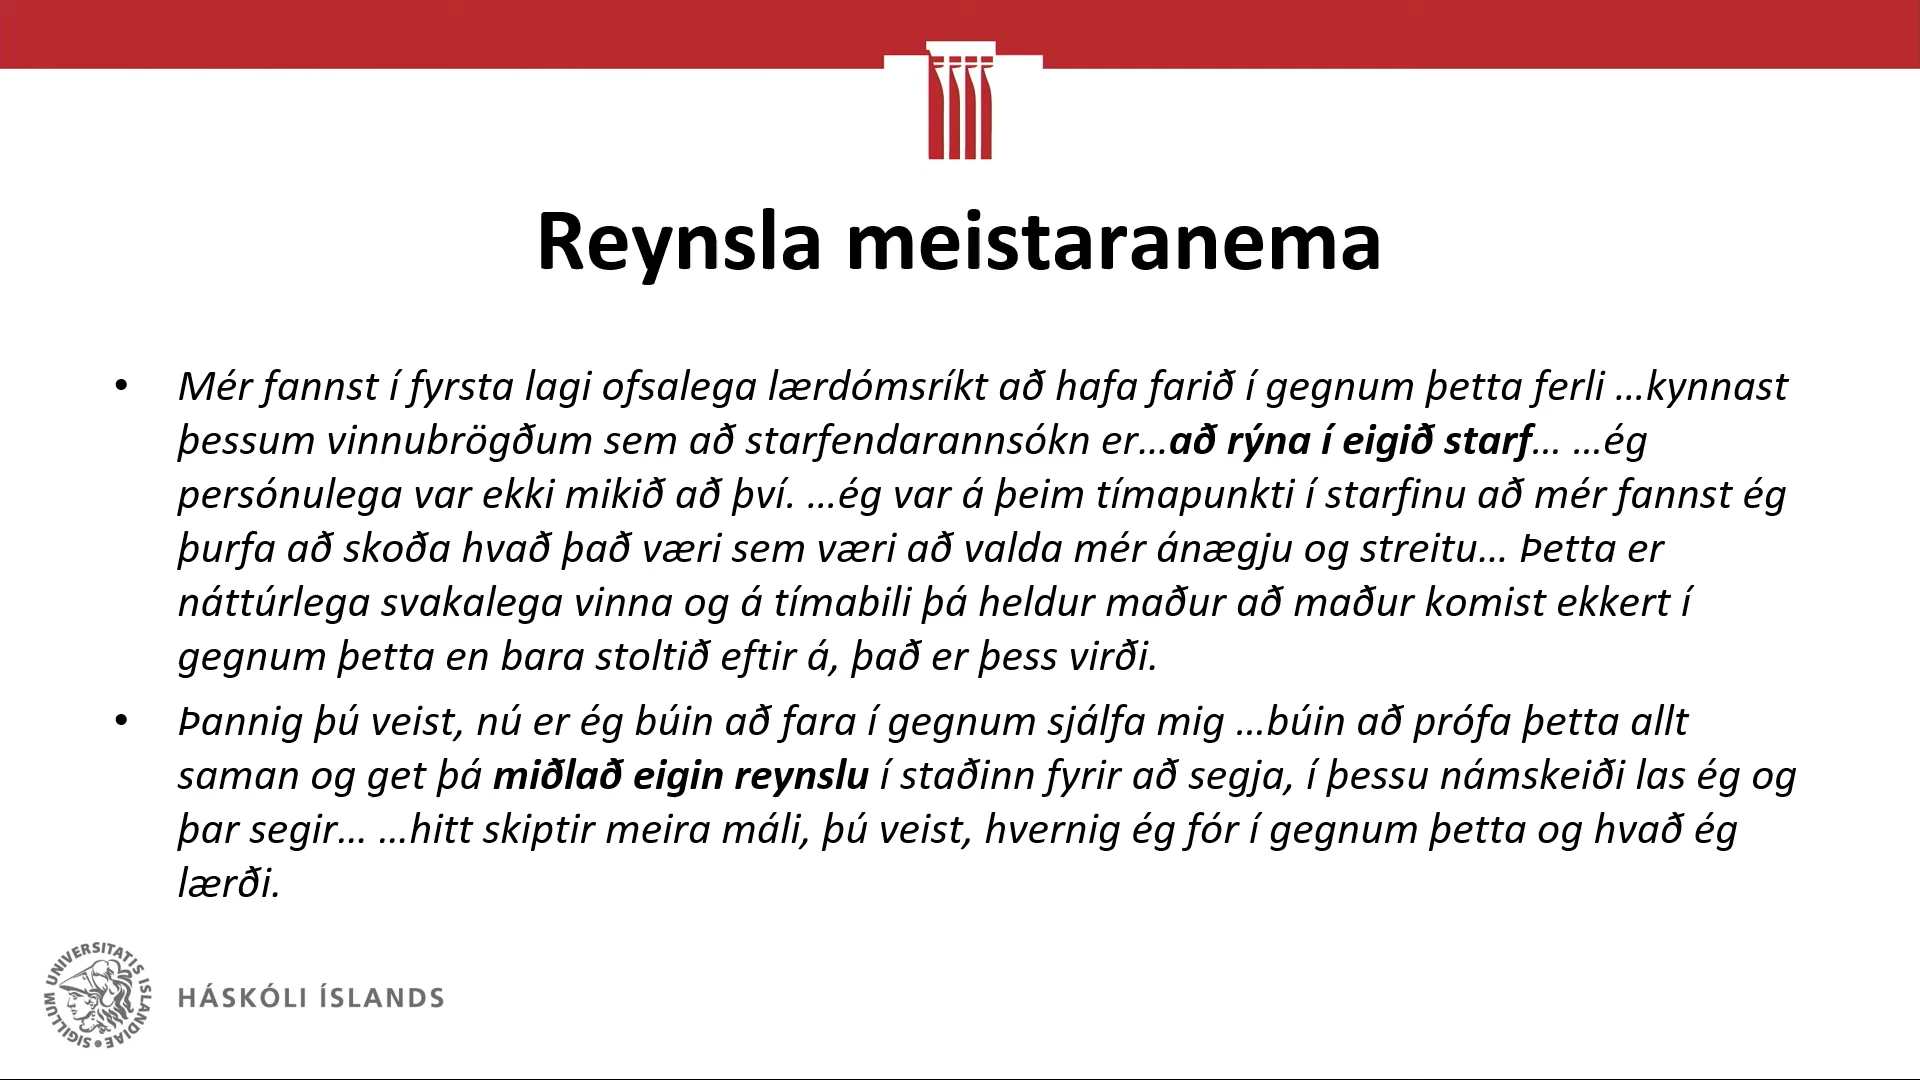 Reynsla meistaranema
• Mér fannst í fyrsta lagi ofsalega lærdómsríkt að hafa farið í gegnum þetta ferli …kynnast
þessum vinnubrögðum sem að starfendarannsókn er…að rýna í eigið starf… …ég
persónulega var ekki mikið að því. …ég var á þeim tímapunkti í starfinu að mér fannst ég
þurfa að skoða hvað það væri sem væri að valda mér ánægju og streitu… Þetta er
náttúrlega svakalega vinna og á tímabili þá heldur maður að maður komist ekkert í
gegnum þetta en bara stoltið eftir á, það er þess virði.
• Þannig þú veist, nú er ég búin að fara í gegnum sjálfa mig …búin að prófa þetta allt
saman og get þá miðlað eigin reynslu í staðinn fyrir að segja, í þessu námskeiði las ég og
þar segir… …hitt skiptir meira máli, þú veist, hvernig ég fór í gegnum þetta og hvað ég
lærði.
SIGILLUM UNIVERSITATIS ISLANDIAE
HÁSKÓLI ÍSLANDS